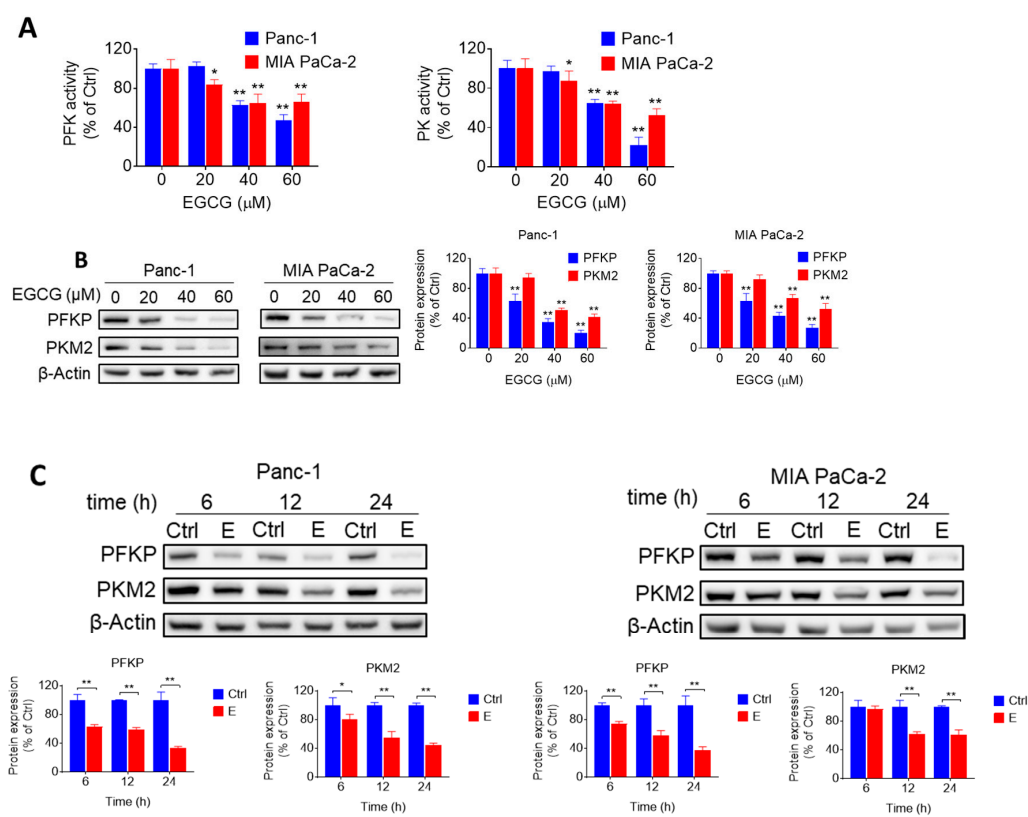 A
Panc-1
MIA PaCa-2
PFK activity
(% of Ctrl)
120
80
40
0
*
**
**
**
**
0 20 40 60
EGCG (μM)
Panc-1
MIA PaCa-2
PK activity
(% of Ctrl)
120
80
40
0
*
**
**
**
**
0 20 40 60
EGCG (μM)
B
Panc-1
MIA PaCa-2
EGCG (μM) 0 20 40 60 0 20 40 60
PFKP
PKM2
β-Actin
Panc-1
PFKP
PKM2
Protein expression
(% of Ctrl)
120
80
40
0
**
**
**
**
**
0 20 40 60
EGCG (μM)
MIA PaCa-2
PFKP
PKM2
Protein expression
(% of Ctrl)
120
80
40
0
**
**
**
**
**
0 20 40 60
EGCG (μM)
C
Panc-1
time (h) 6 12 24
Ctrl E Ctrl E Ctrl E
PFKP
PKM2
β-Actin
MIA PaCa-2
time (h) 6 12 24
Ctrl E Ctrl E Ctrl E
PFKP
PKM2
β-Actin
PFKP
Ctrl
E
Protein expression
(% of Ctrl)
120
80
40
0
** ** **
6 12 24
Time (h)
PKM2
Ctrl
E
Protein expression
(% of Ctrl)
120
80
40
0
* ** **
6 12 24
Time (h)
PFKP
Ctrl
E
Protein expression
(% of Ctrl)
120
80
40
0
** ** **
6 12 24
Time (h)
PKM2
Ctrl
E
Protein expression
(% of Ctrl)
120
80
40
0
** **
6 12 24
Time (h)